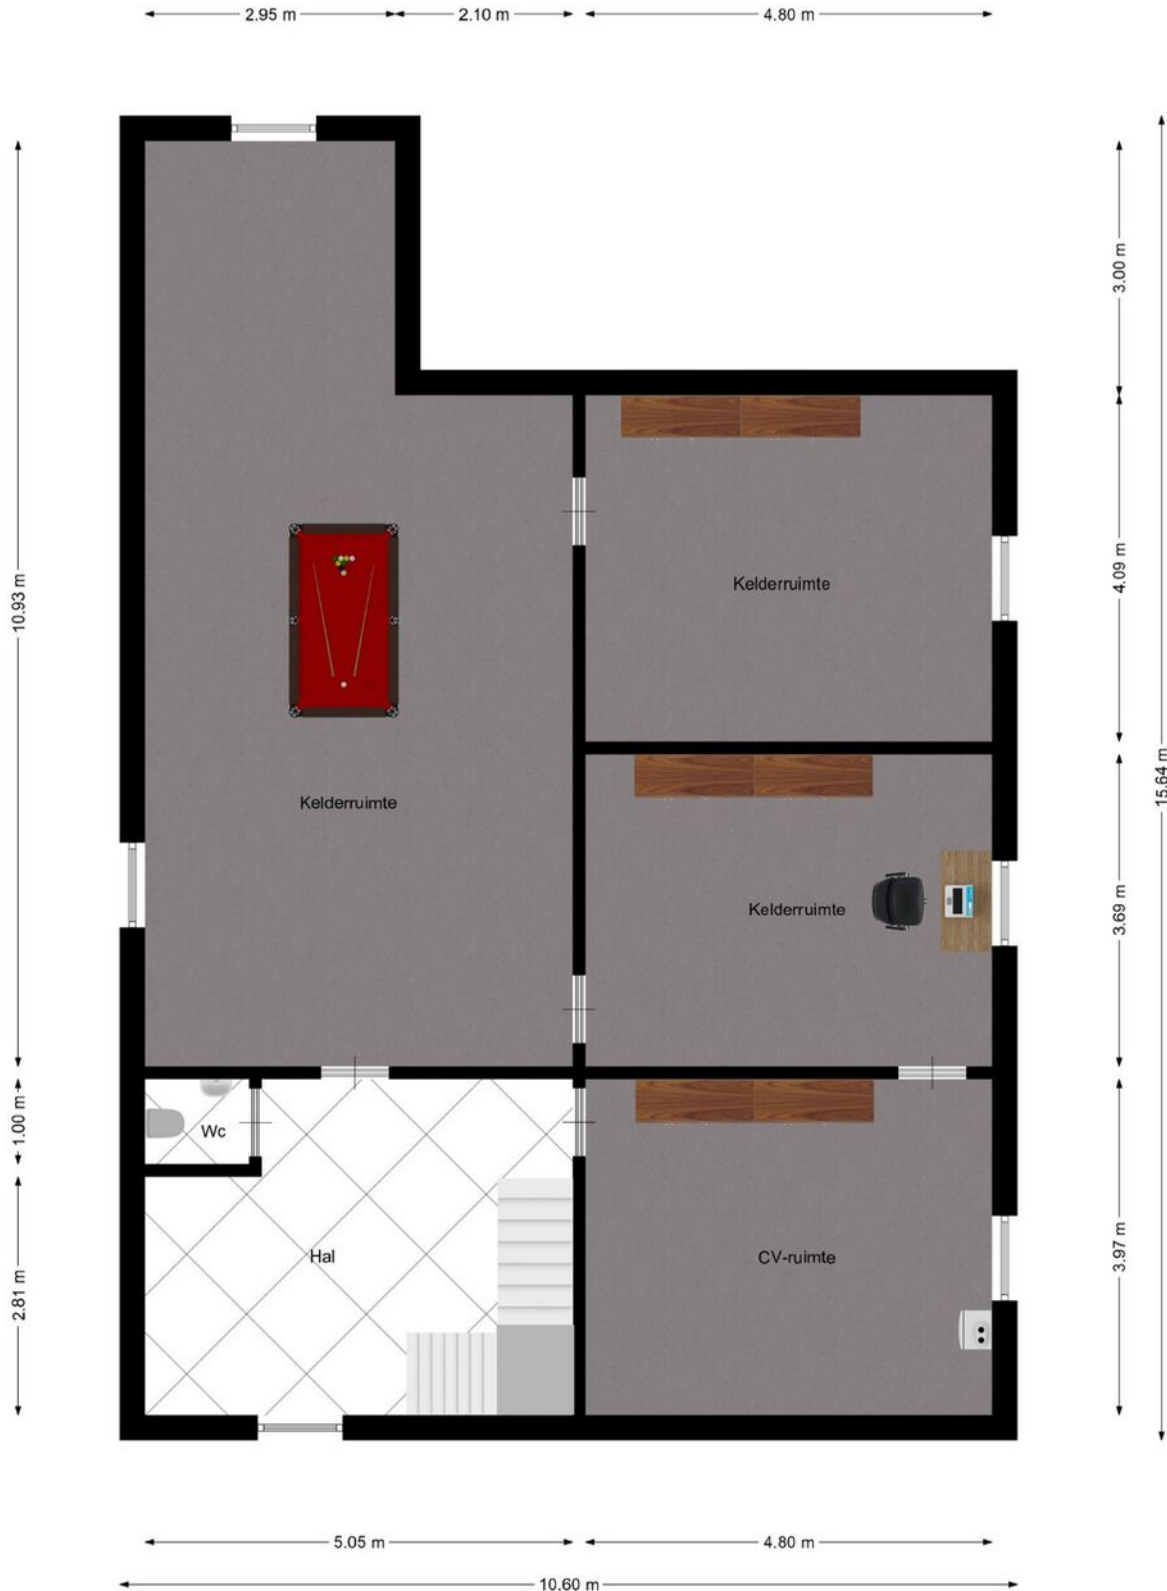 2.95 m
2.10 m
4.80 m
3.00 m
10.93 m
4.09 m
Kelderruimte
15.64 m
Kelderruimte
3.69 m
Kelderruimte
1.00 m
Wc
2.81 m
Hal
CV-ruimte
3.97 m
5.05 m
4.80 m
10.60 m